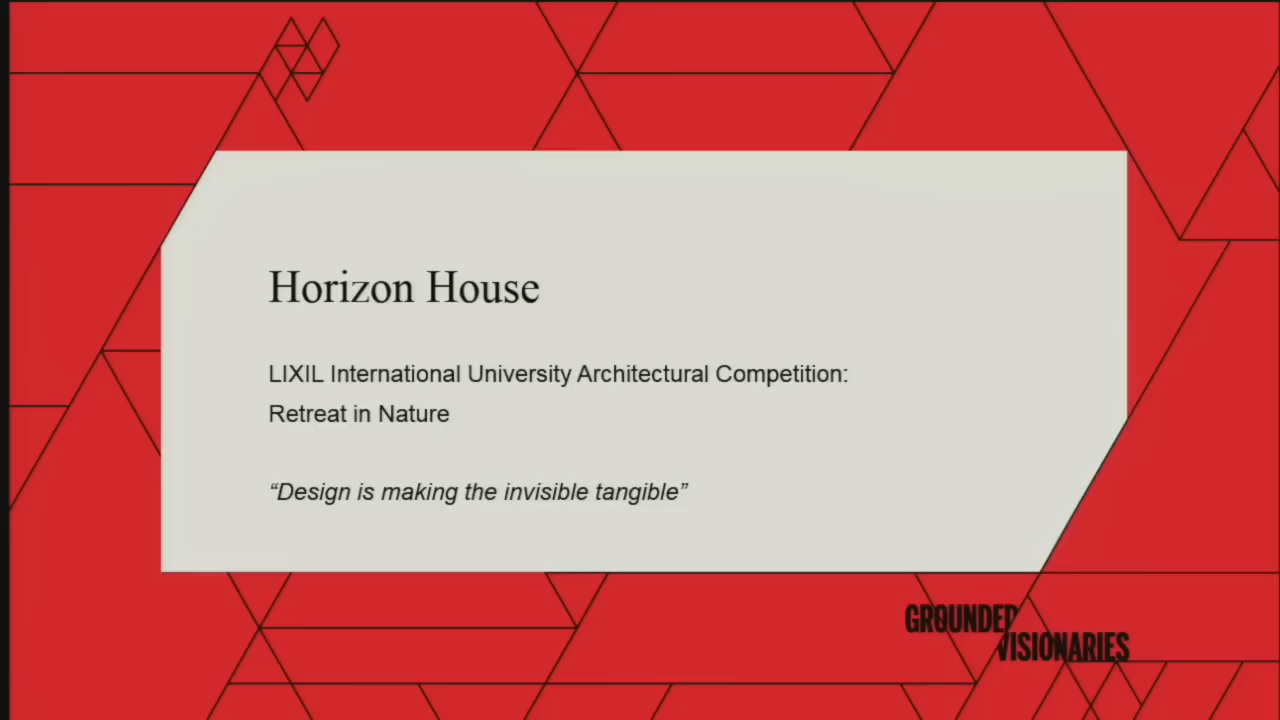 Horizon House
LIXIL International University Architectural Competition:
Retreat in Nature
“Design is making the invisible tangible”
GROUNDED
VISIONARIES